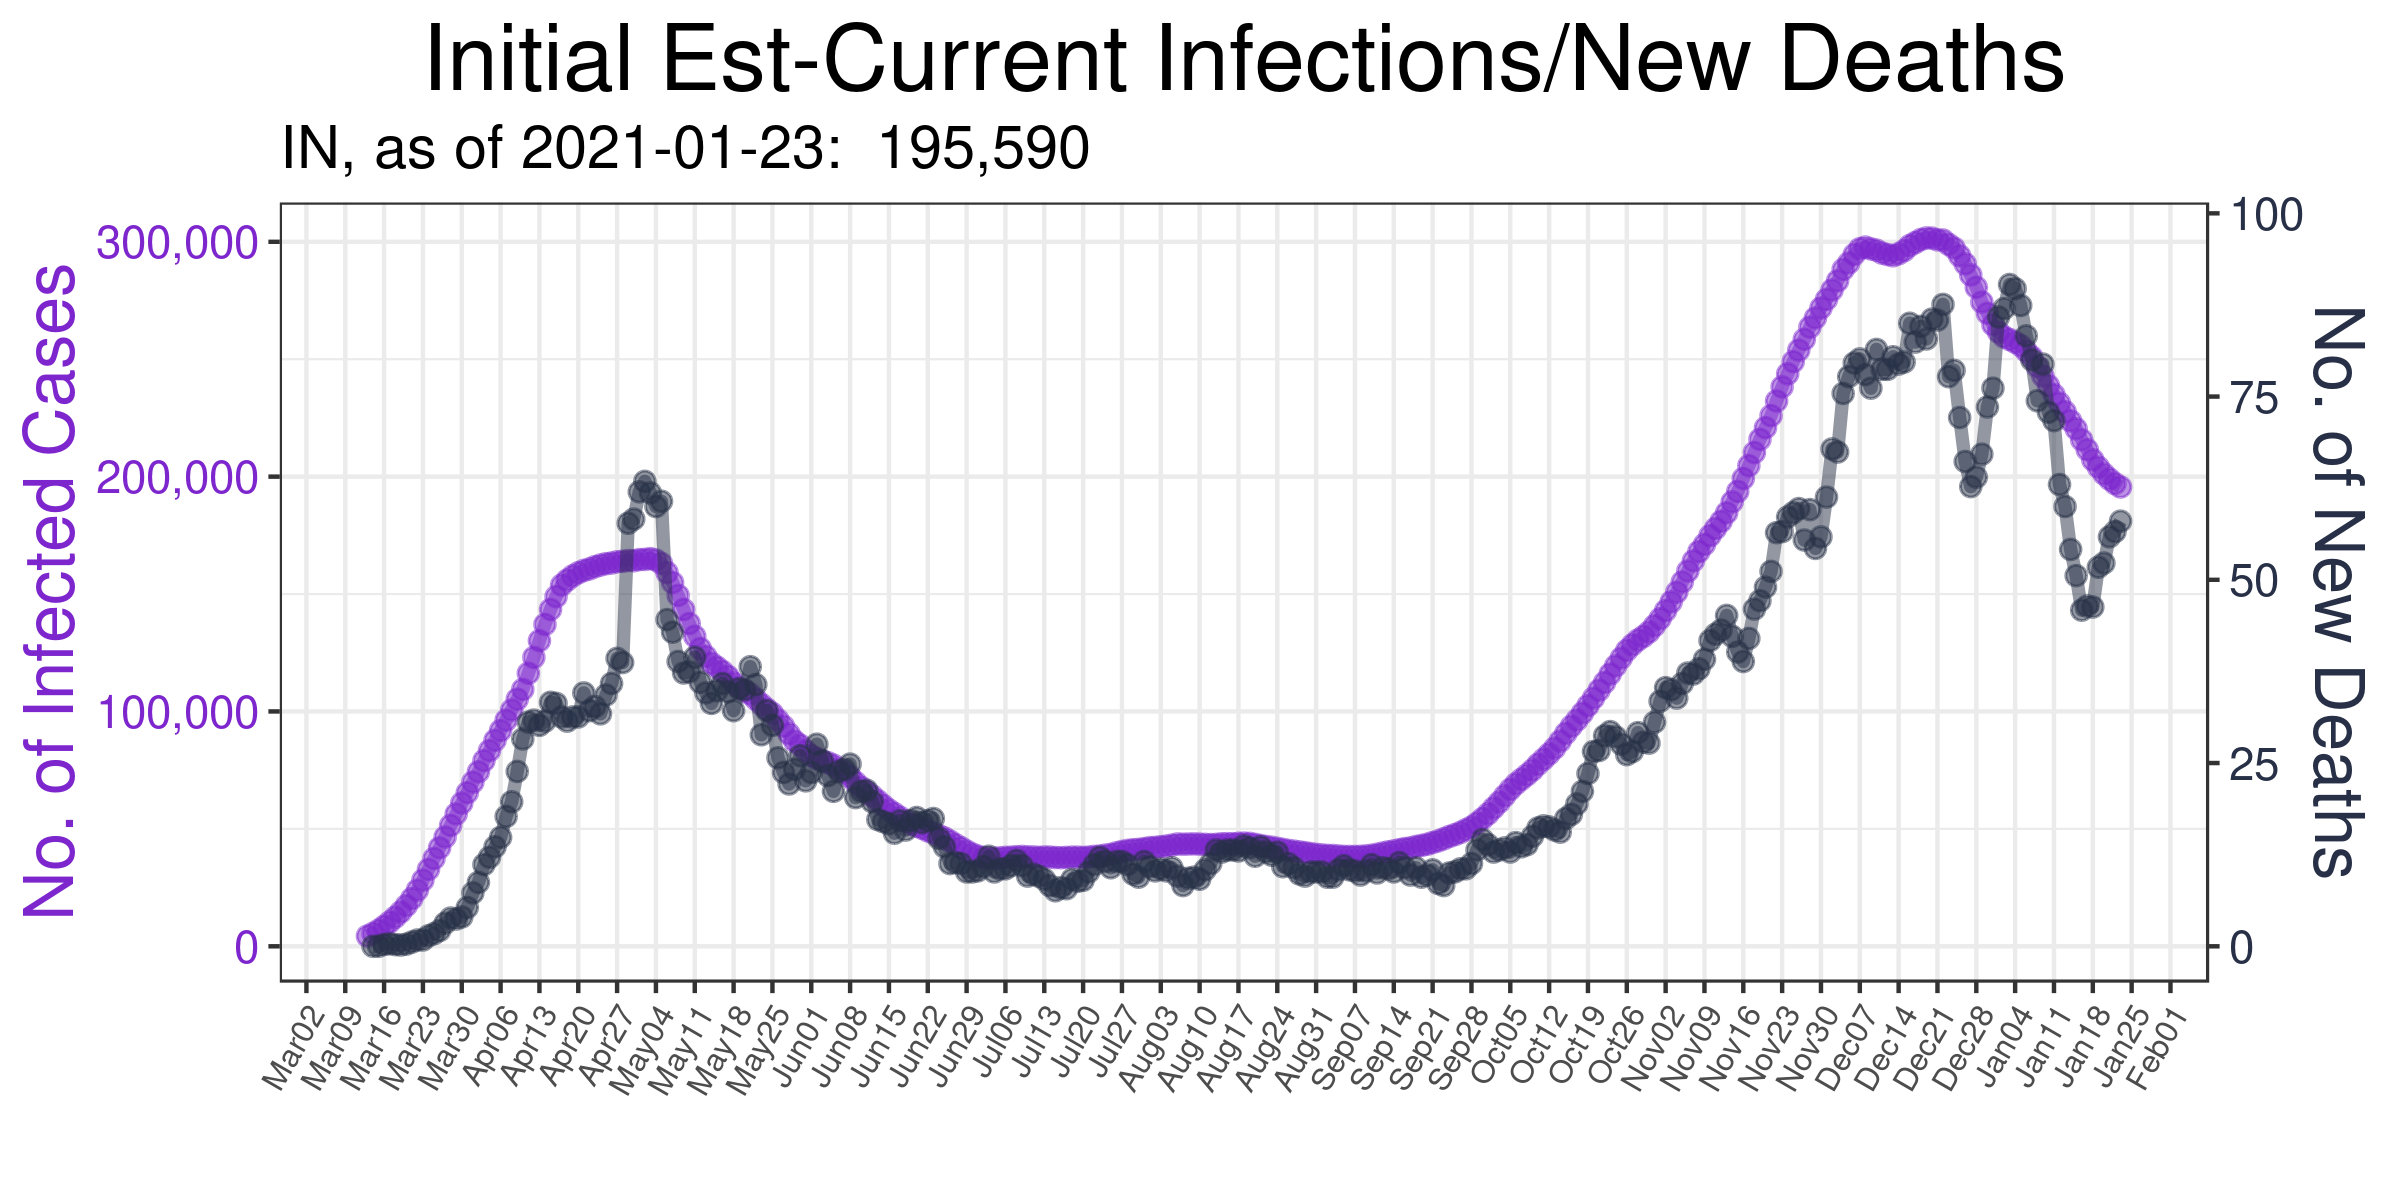 Initial Est-Current Infections/New Deaths
IN, as of 2021-01-23:  195,590
No. of Infected Cases
300,000
200,000
100,000
0
100
75
50
25
0
No. of New Deaths
Mar02
Mar09
Mar16
Mar23
Mar30
Apr06
Apr13
Apr20
Apr27
May04
May11
May18
May25
Jun01
Jun08
Jun15
Jun22
Jun29
Jul06
Jul13
Jul20
Jul27
Aug03
Aug10
Aug17
Aug24
Aug31
Sep07
Sep14
Sep21
Sep28
Oct05
Oct12
Oct19
Oct26
Nov02
Nov09
Nov16
Nov23
Nov30
Dec07
Dec14
Dec21
Dec28
Jan04
Jan11
Jan18
Jan25
Feb01